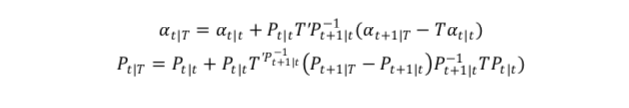 α_{t|T} = α_{t|t} + P_{t|t}T'P_{t+1|t}^{-1}(α_{t+1|T} − Tα_{t|t})
P_{t|T} = P_{t|t} + P_{t|t}T^{'P_{t+1|t}^{-1}}(P_{t+1|T} − P_{t+1|t})P_{t+1|t}^{-1}TP_{t|t})